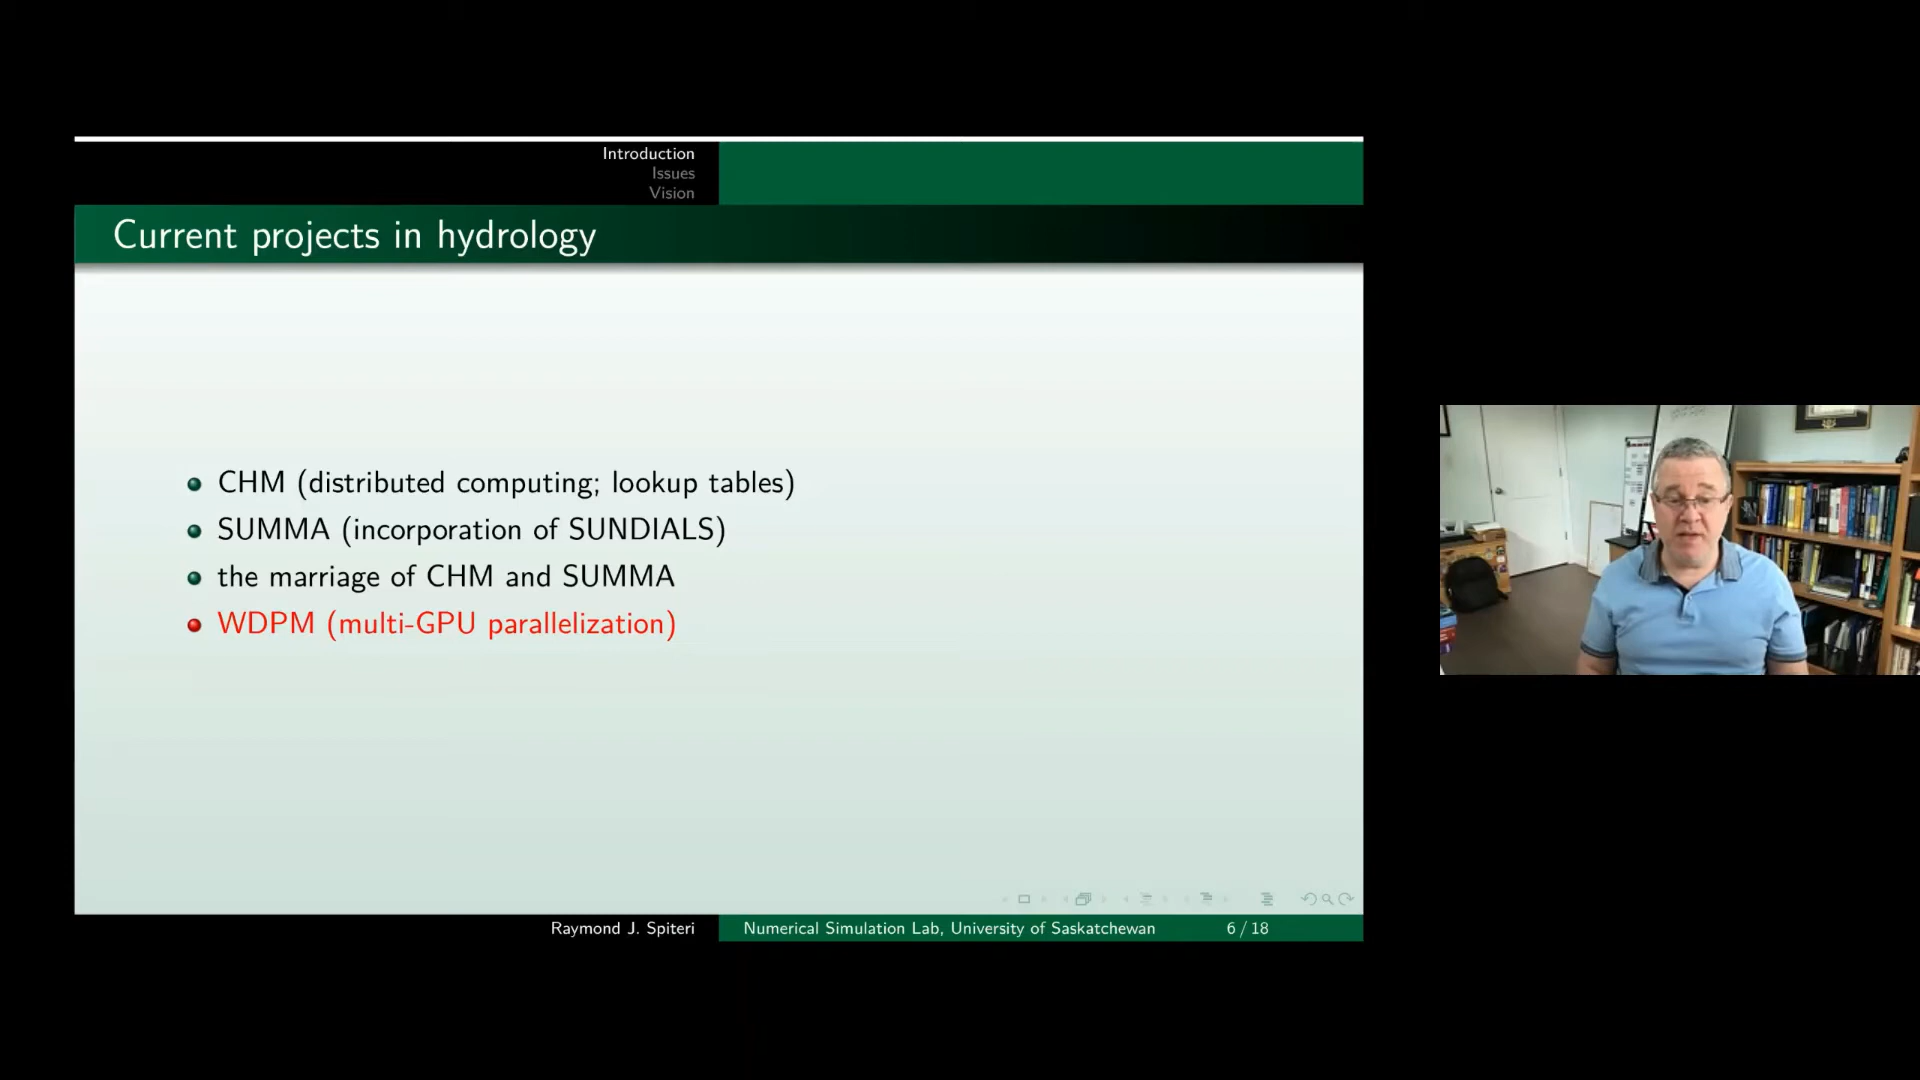 Introduction
Issues
Vision
Current projects in hydrology
CHM (distributed computing; lookup tables)
SUMMA (incorporation of SUNDIALS)
the marriage of CHM and SUMMA
WDPM (multi-GPU parallelization)
Raymond J. Spiteri
Numerical Simulation Lab, University of Saskatchewan
6 / 18